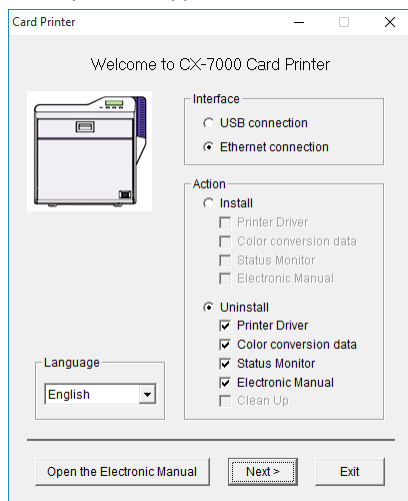 Card Printer
Welcome to CX-7000 Card Printer
Interface
USB connection
Ethernet connection
Action
Install
Printer Driver
Color conversion data
Status Monitor
Electronic Manual
Uninstall
Printer Driver
Color conversion data
Status Monitor
Electronic Manual
Clean Up
Language
English
Open the Electronic Manual
Next >
Exit